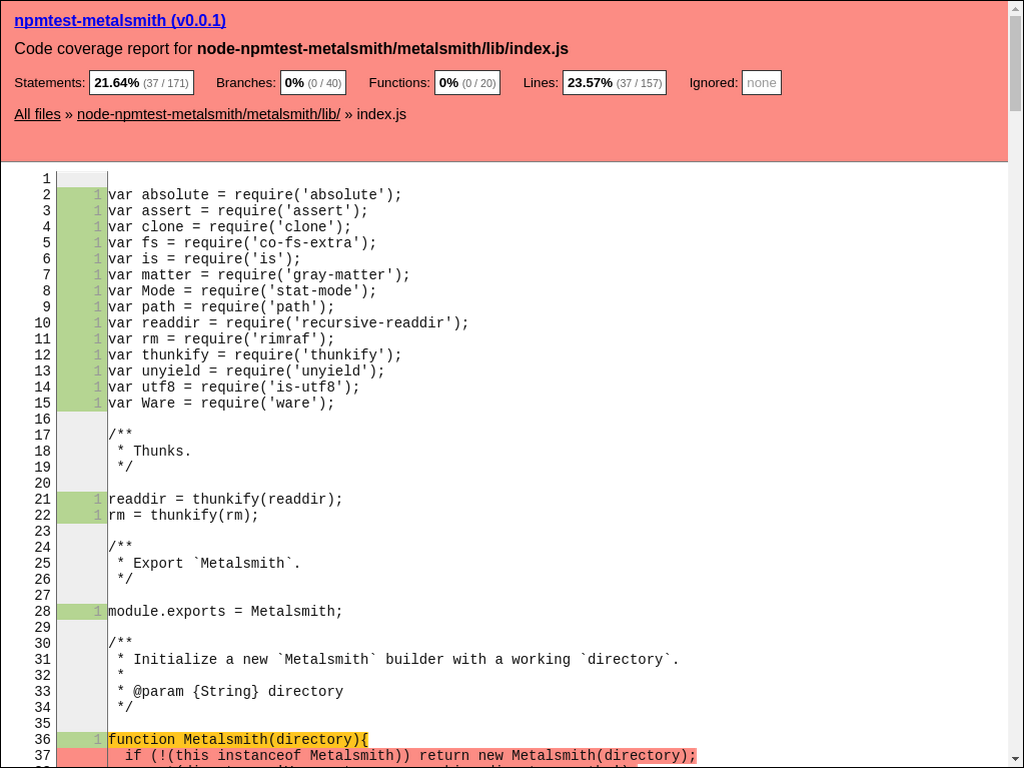 npmtest-metalsmith (v0.0.1)
Code coverage report for node-npmtest-metalsmith/metalsmith/lib/index.js
Statements: 21.64% (37 / 171) Branches: 0% (0 / 40) Functions: 0% (0 / 20) Lines: 23.57% (37 / 157) Ignored: none
All files » node-npmtest-metalsmith/metalsmith/lib/ » index.js
1
2 1 var absolute = require('absolute');
3 1 var assert = require('assert');
4 1 var clone = require('clone');
5 1 var fs = require('co-fs-extra');
6 1 var is = require('is');
7 1 var matter = require('gray-matter');
8 1 var Mode = require('stat-mode');
9 1 var path = require('path');
10 1 var readdir = require('recursive-readdir');
11 1 var rm = require('rimraf');
12 1 var thunkify = require('thunkify');
13 1 var unyield = require('unyield');
14 1 var utf8 = require('is-utf8');
15 1 var Ware = require('ware');
16
17 /**
18  * Thunks.
19  */
20
21 1 readdir = thunkify(readdir);
22 1 rm = thunkify(rm);
23
24 /**
25  * Export `Metalsmith`.
26  */
27
28 1 module.exports = Metalsmith;
29
30 /**
31  * Initialize a new `Metalsmith` builder with a working `directory`.
32  *
33  * @param {String} directory
34  */
35
36 1 function Metalsmith(directory){
37   if (!(this instanceof Metalsmith)) return new Metalsmith(directory);